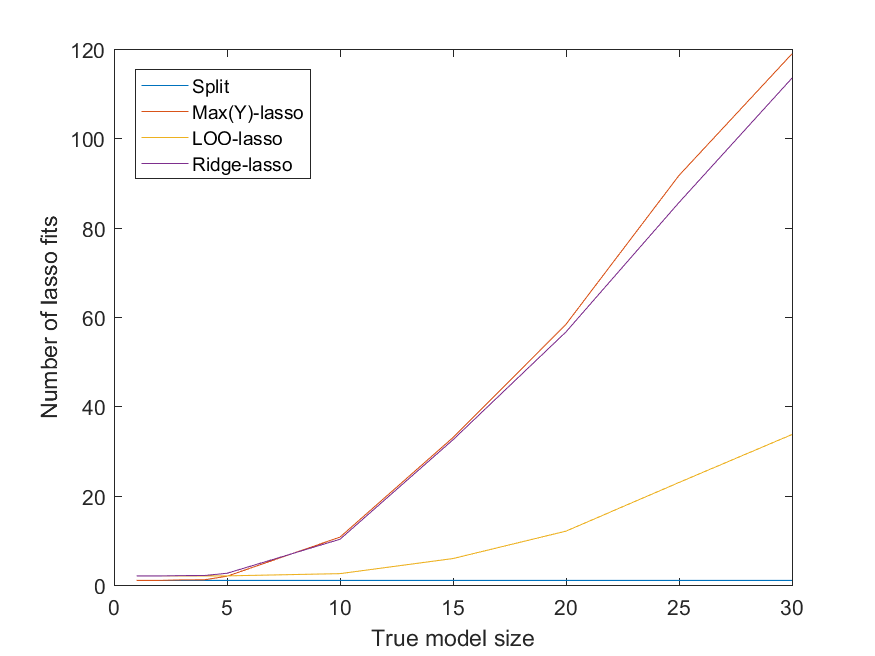 120
100
80
60
40
20
0
Number of lasso fits
Split
Max(Y)-lasso
LOO-lasso
Ridge-lasso
0 5 10 15 20 25 30
True model size